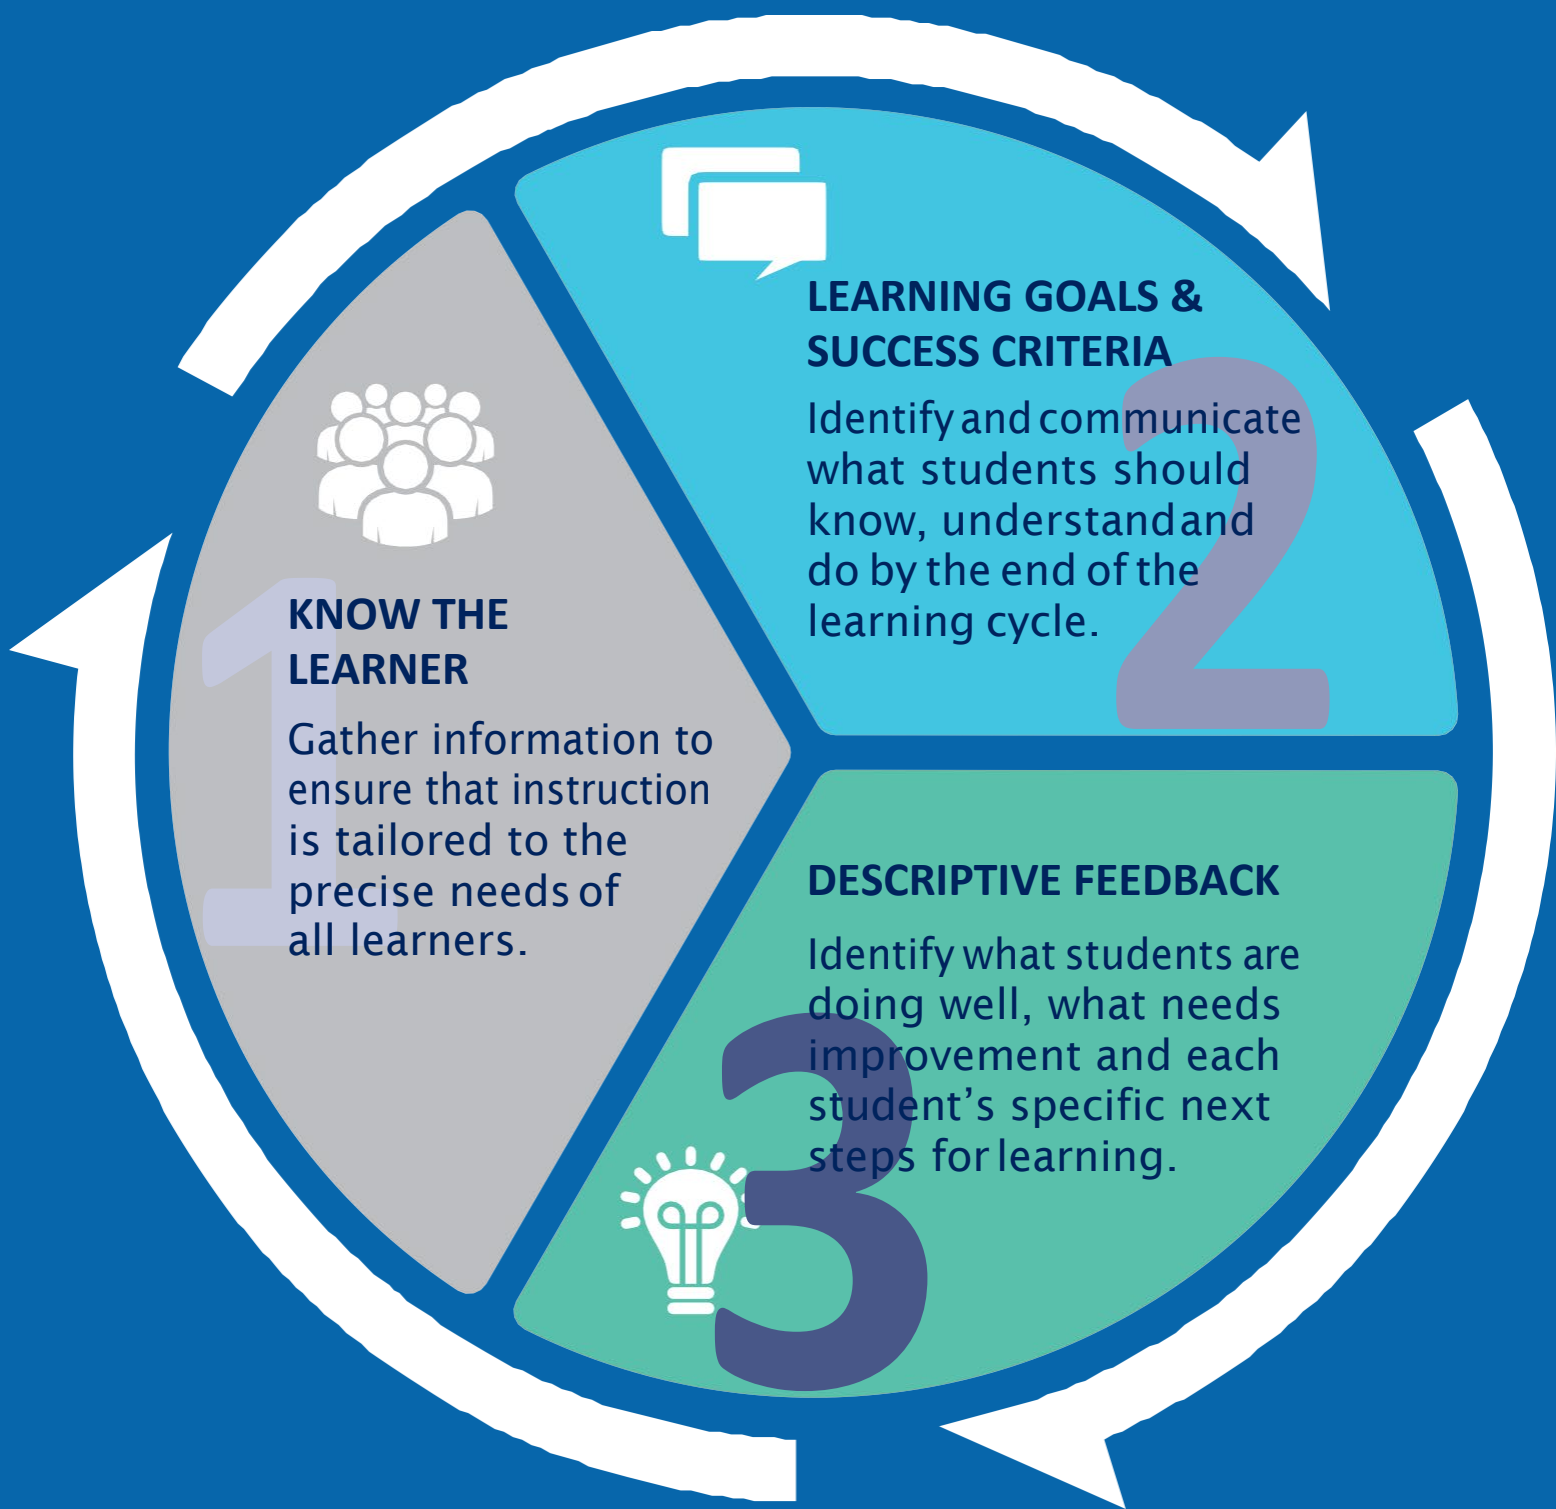 1
KNOW THE
LEARNER
Gather information to
ensure that instruction
is tailored to the
precise needs of
all learners.
2
LEARNING GOALS &
SUCCESS CRITERIA
Identify and communicate
what students should
know, understand and
do by the end of the
learning cycle.
3
DESCRIPTIVE FEEDBACK
Identify what students are
doing well, what needs
improvement and each
student’s specific next
steps for learning.